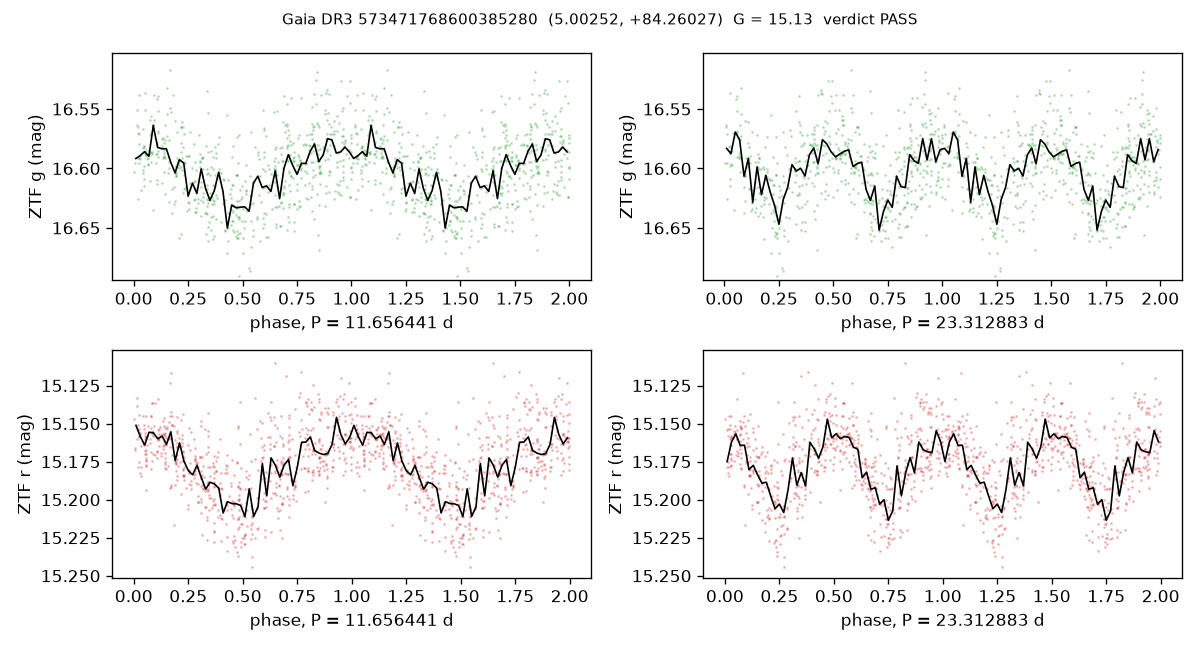 Gaia DR3 573471768600385280  (5.00252, +84.26027)  G = 15.13  verdict PASS
ZTF g (mag)
16.55
16.60
16.65
0.00 0.25 0.50 0.75 1.00 1.25 1.50 1.75 2.00
phase, P = 11.656441 d
ZTF g (mag)
16.55
16.60
16.65
0.00 0.25 0.50 0.75 1.00 1.25 1.50 1.75 2.00
phase, P = 23.312883 d
ZTF r (mag)
15.125
15.150
15.175
15.200
15.225
15.250
0.00 0.25 0.50 0.75 1.00 1.25 1.50 1.75 2.00
phase, P = 11.656441 d
ZTF r (mag)
15.125
15.150
15.175
15.200
15.225
15.250
0.00 0.25 0.50 0.75 1.00 1.25 1.50 1.75 2.00
phase, P = 23.312883 d